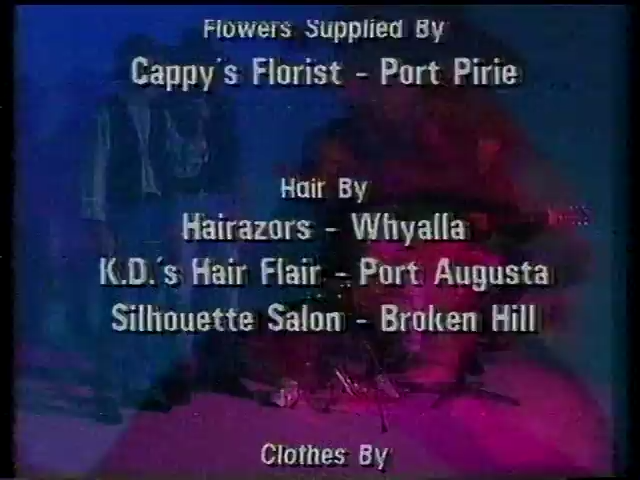 Flowers Supplied By
Cappy's Florist - Port Pirie
Hair By
Hairazors - Whyalla
K.D.'s Hair Flair - Port Augusta
Silhouette Salon - Broken Hill
Clothes By